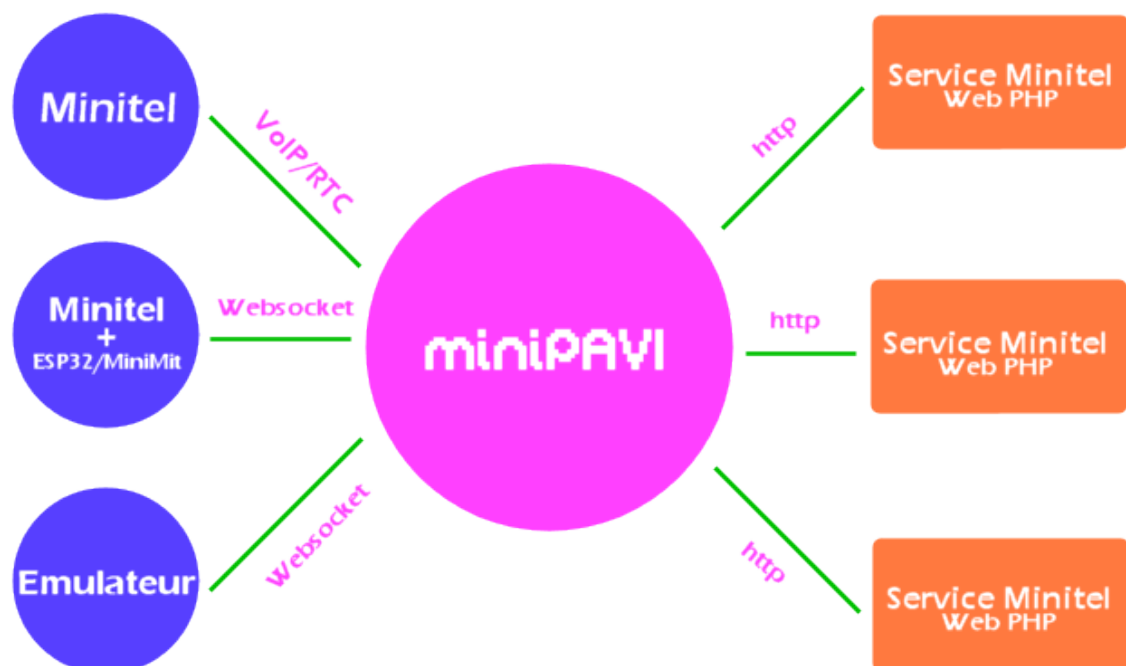 Minitel
VoIP/RTC
http
Service Minitel
Web PHP
Minitel
+
ESP32/MiniMit
Websocket
miniPAVI
http
Service Minitel
Web PHP
Emulateur
Websocket
http
Service Minitel
Web PHP